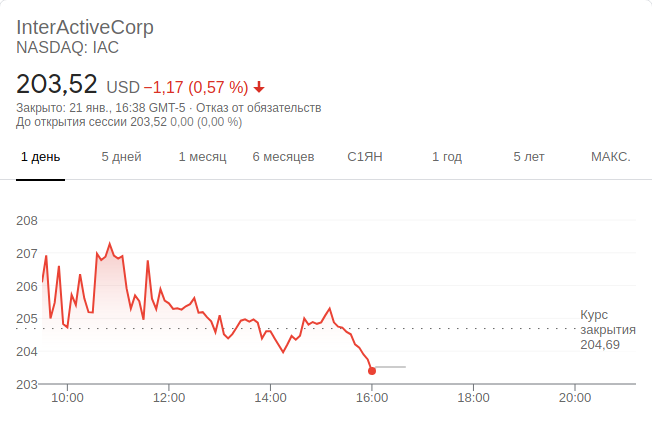 InterActiveCorp
NASDAQ: IAC
203,52 USD −1,17 (0,57 %)
Закрыто: 21 янв., 16:38 GMT-5 · Отказ от обязательств
До открытия сессии 203,52 0,00 (0,00 %)
1 день 5 дней 1 месяц 6 месяцев С1ЯН 1 год 5 лет МАКС.
208
207
206
205
204
203
Курс
закрытия
204,69
10:00 12:00 14:00 16:00 18:00 20:00